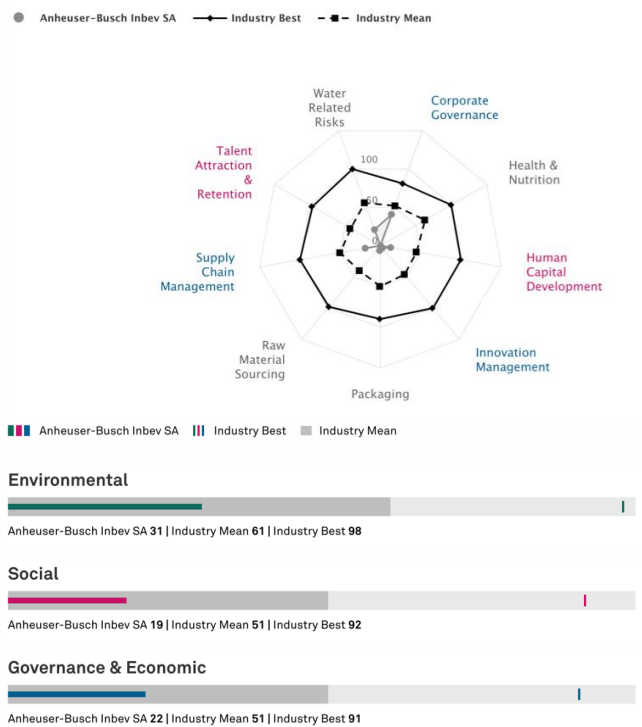 Anheuser-Busch Inbev SA Industry Best Industry Mean
Water
Related
Risks
Corporate
Governance
Talent
Attraction
&
Retention
Health &
Nutrition
100
50
0
Supply
Chain
Management
Human
Capital
Development
Raw
Material
Sourcing
Innovation
Management
Packaging
Anheuser-Busch Inbev SA Industry Best Industry Mean
Environmental
Anheuser-Busch Inbev SA 31 | Industry Mean 61 | Industry Best 98
Social
Anheuser-Busch Inbev SA 19 | Industry Mean 51 | Industry Best 92
Governance & Economic
Anheuser-Busch Inbev SA 22 | Industry Mean 51 | Industry Best 91